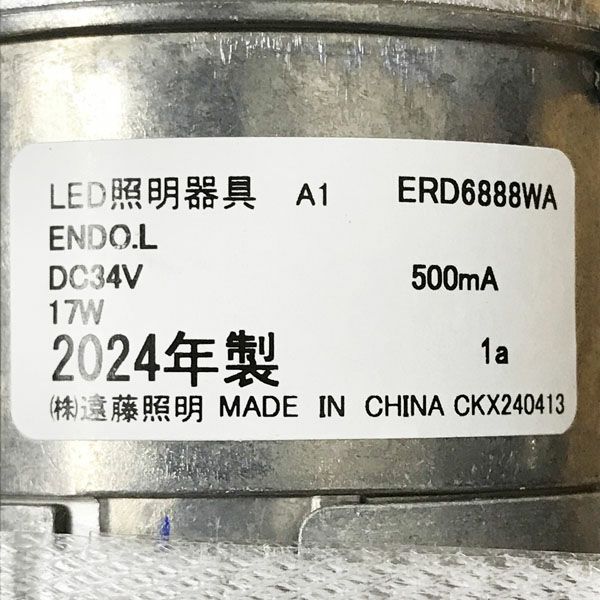 LED照明器具 A1 ERD6888WA
ENDO.L
DC34V 500mA
17W
2024年製 1a
㈱遠藤照明 MADE IN CHINA CKX240413